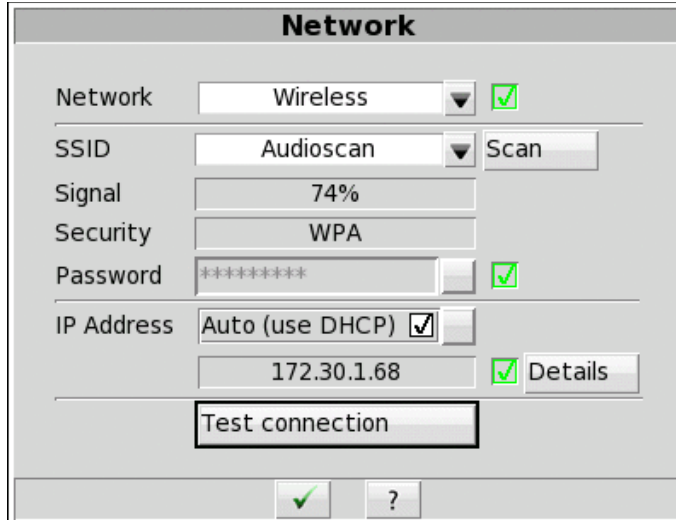 Network
Network Wireless
SSID Audioscan Scan
Signal 74%
Security WPA
Password *********
IP Address Auto (use DHCP)
172.30.1.68 Details
Test connection
?